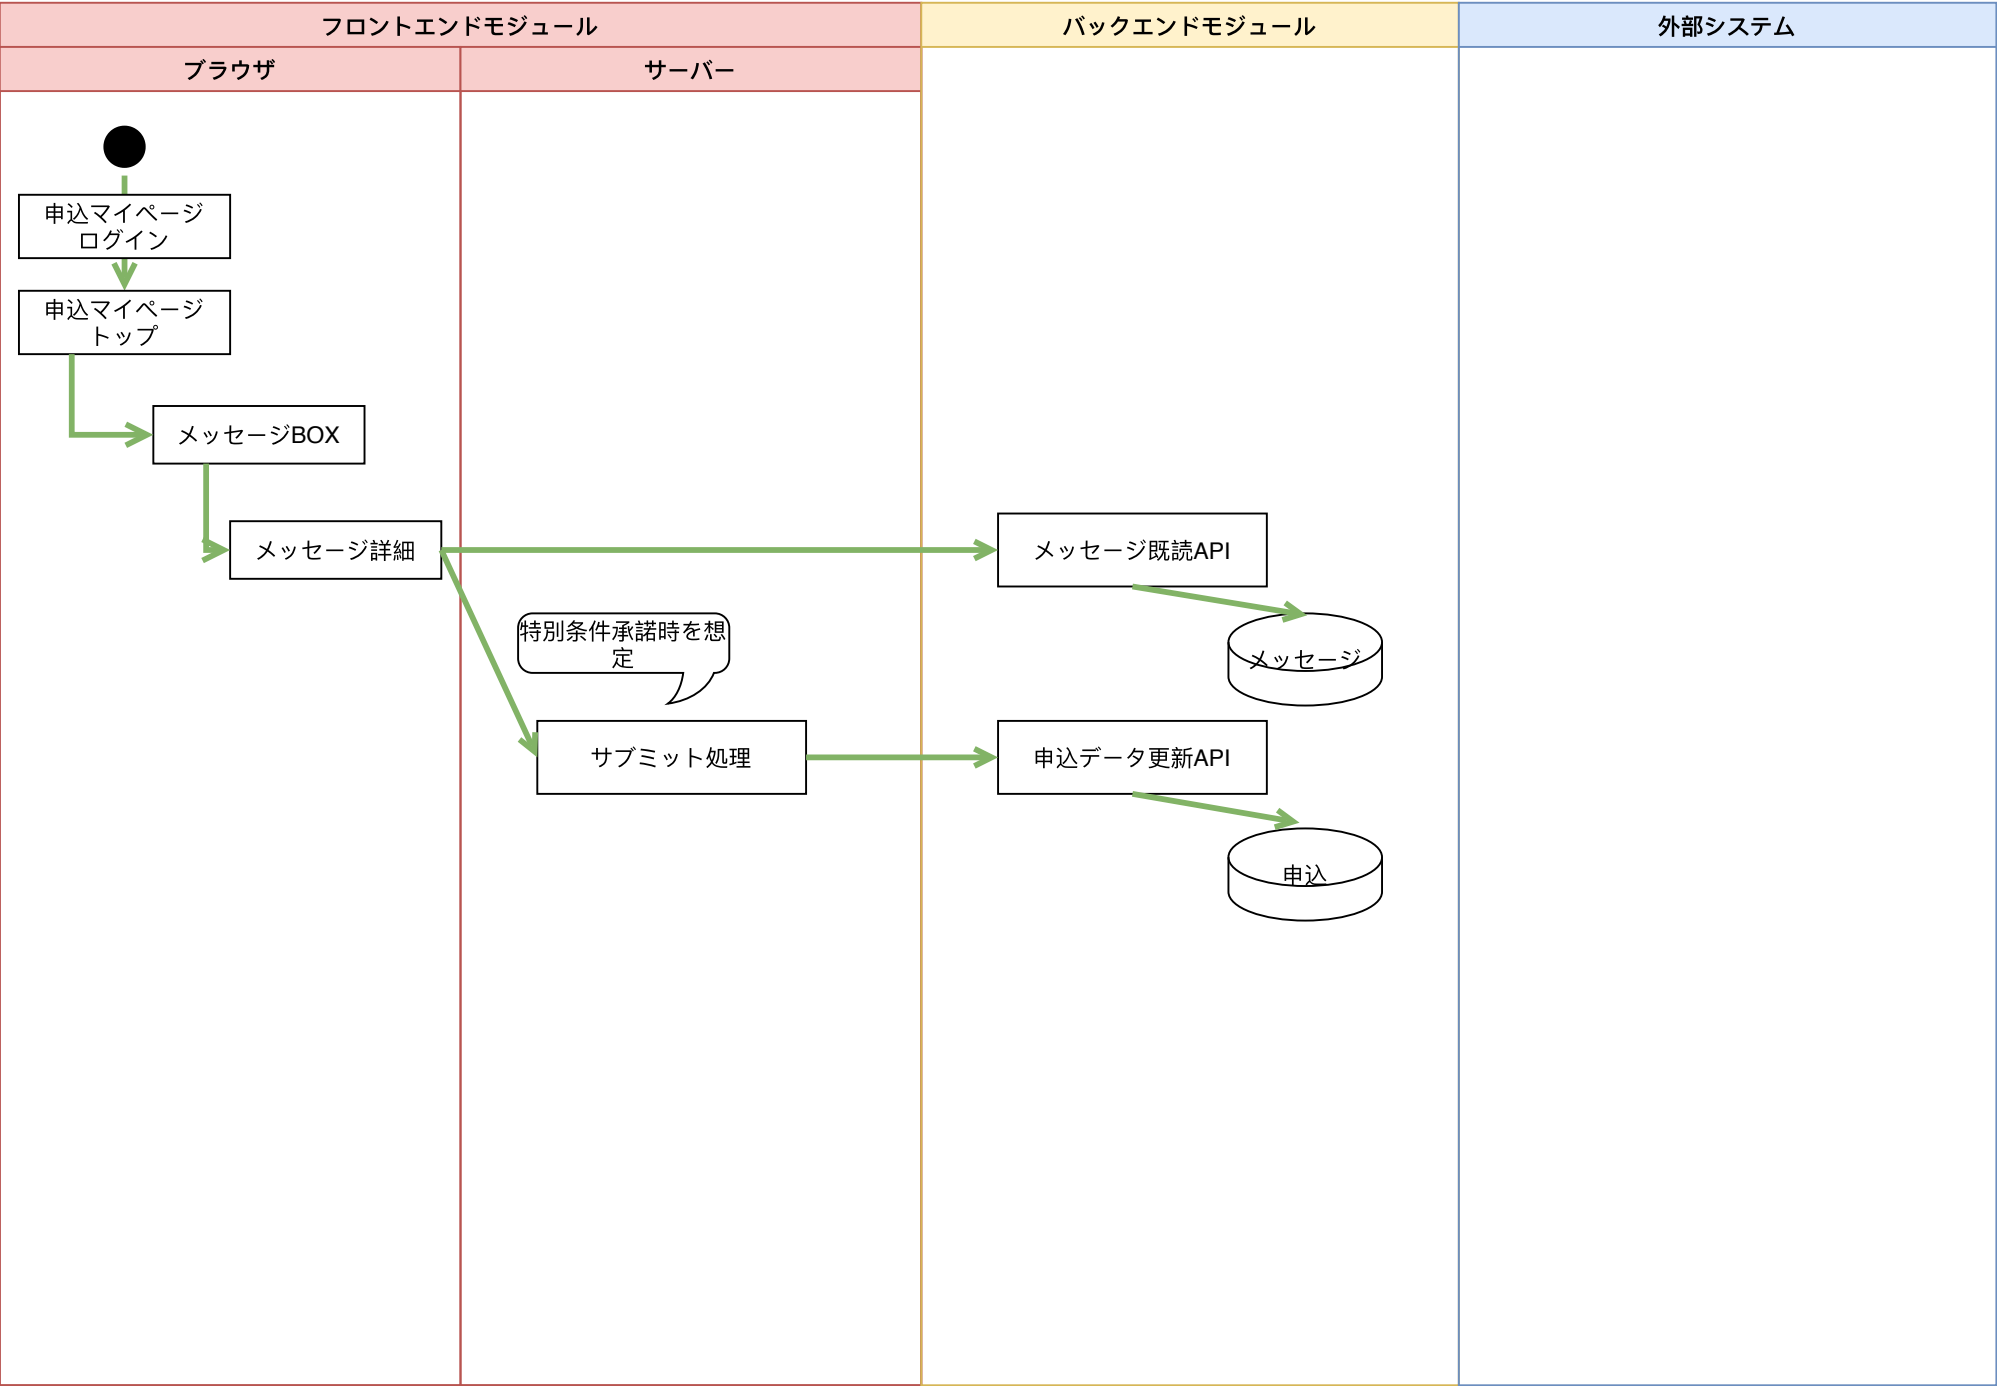 フロントエンドモジュール
バックエンドモジュール
外部システム
ブラウザ
サーバー
申込マイページ
ログイン
申込マイページ
トップ
メッセージBOX
メッセージ詳細
メッセージ既読API
特別条件承諾時を想
定
メッセージ
サブミット処理
申込データ更新API
申込